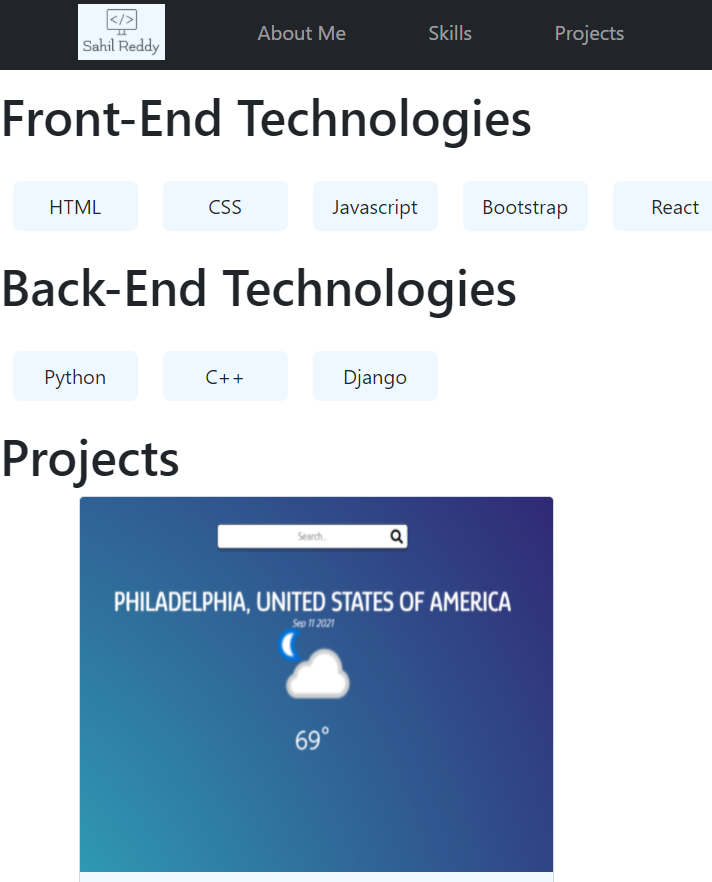 </>
Sahil Reddy
About Me Skills Projects
Front-End Technologies
HTML CSS Javascript Bootstrap React
Back-End Technologies
Python C++ Django
Projects
Search..
PHILADELPHIA, UNITED STATES OF AMERICA
Sep 11 2021
69°